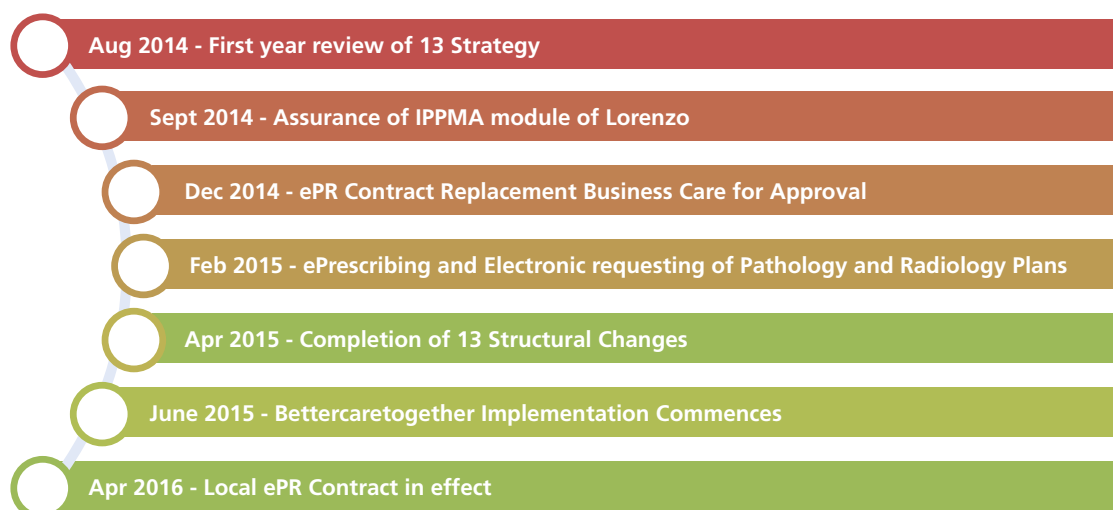 Aug 2014 - First year review of 13 Strategy
Sept 2014 - Assurance of IPPMA module of Lorenzo
Dec 2014 - ePR Contract Replacement Business Care for Approval
Feb 2015 - ePrescribing and Electronic requesting of Pathology and Radiology Plans
Apr 2015 - Completion of 13 Structural Changes
June 2015 - Bettercaretogether Implementation Commences
Apr 2016 - Local ePR Contract in effect